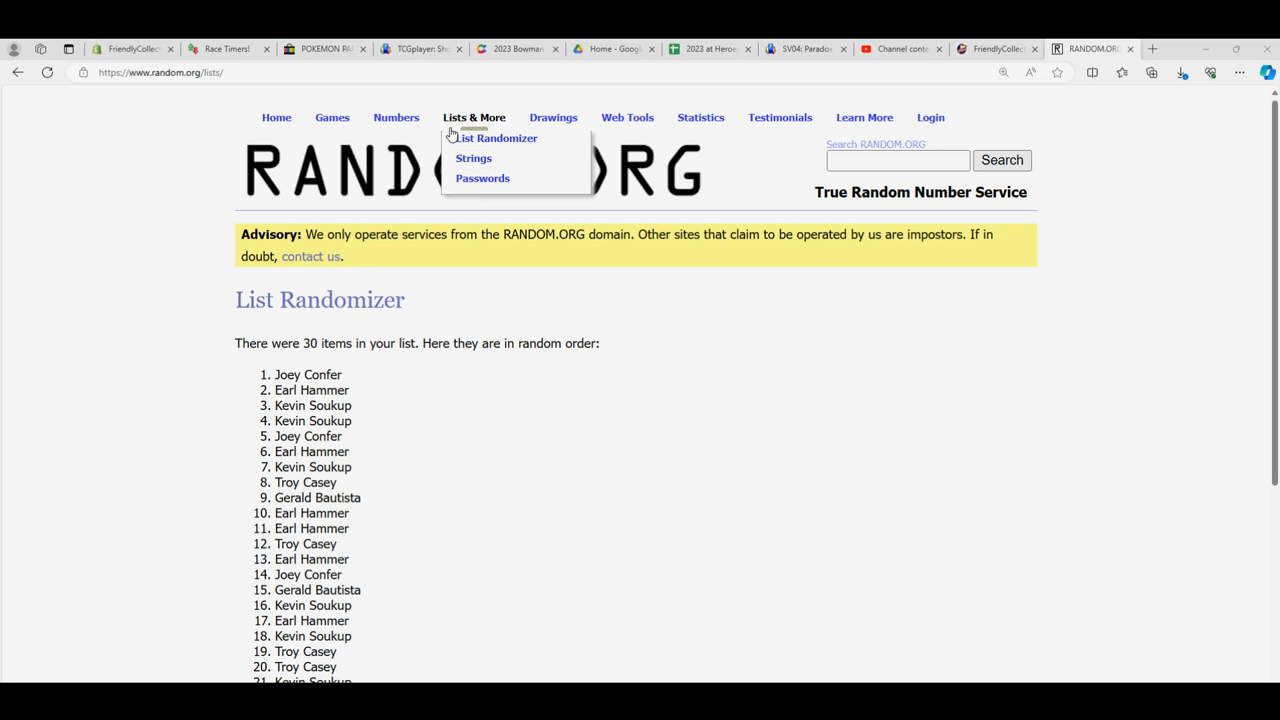 FriendlyCollect
Race Timers!
POKEMON PA
TCGplayer: Sh
2023 Bowman
Home - Googl
2023 at Heroe
SV04: Paradox
Channel conte
FriendlyCollect
RANDOM.ORG
https://www.random.org/lists/
Home Games Numbers Lists & More Drawings Web Tools Statistics Testimonials Learn More Login
List Randomizer
Strings
Passwords
RAND RG
Search RANDOM.ORG
Search
True Random Number Service
Advisory: We only operate services from the RANDOM.ORG domain. Other sites that claim to be operated by us are impostors. If in
doubt, contact us.
List Randomizer
There were 30 items in your list. Here they are in random order:
1. Joey Confer
2. Earl Hammer
3. Kevin Soukup
4. Kevin Soukup
5. Joey Confer
6. Earl Hammer
7. Kevin Soukup
8. Troy Casey
9. Gerald Bautista
10. Earl Hammer
11. Earl Hammer
12. Troy Casey
13. Earl Hammer
14. Joey Confer
15. Gerald Bautista
16. Kevin Soukup
17. Earl Hammer
18. Kevin Soukup
19. Troy Casey
20. Troy Casey
21. Kevin Soukup